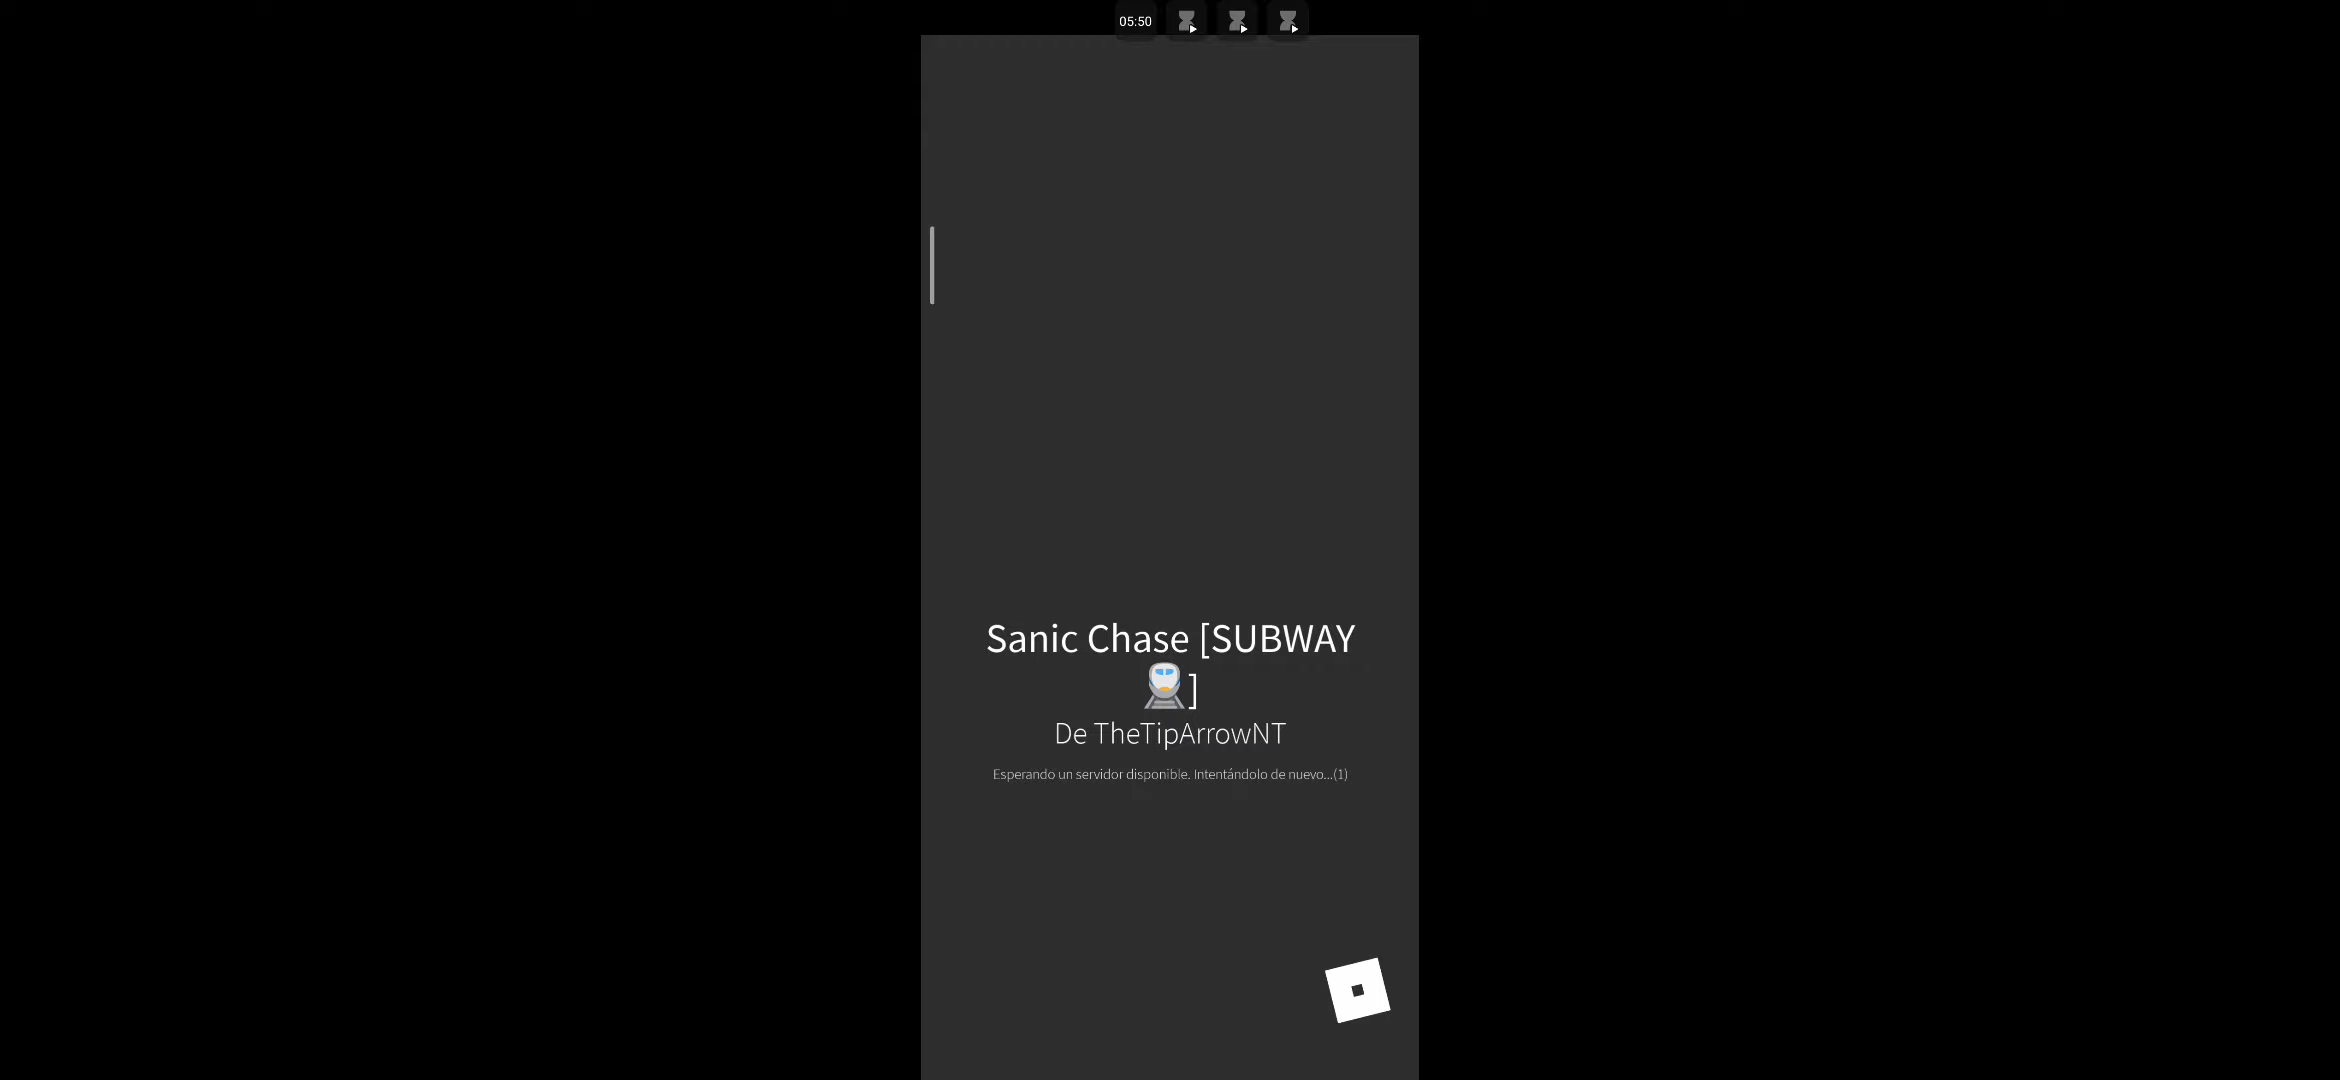 05:50
Sanic Chase [SUBWAY
🚆]
De TheTipArrowNT
Esperando un servidor disponible. Intentándolo de nuevo...(1)